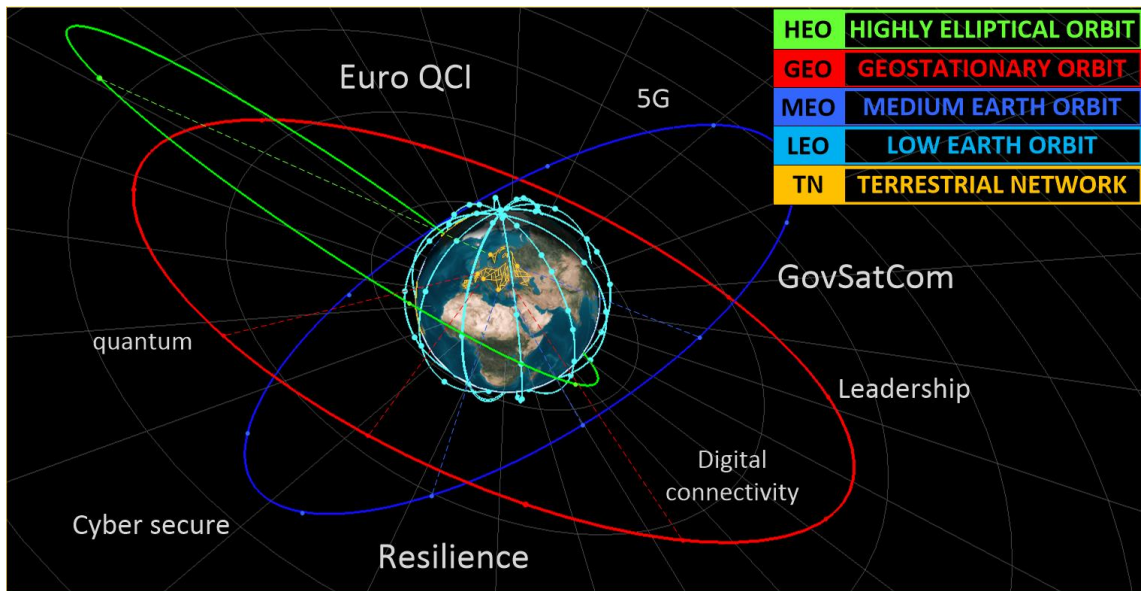 HEO HIGHLY ELLIPTICAL ORBIT
GEO GEOSTATIONARY ORBIT
MEO MEDIUM EARTH ORBIT
LEO LOW EARTH ORBIT
TN TERRESTRIAL NETWORK
Euro QCI
5G
GovSatCom
quantum
Leadership
Digital
connectivity
Cyber secure
Resilience